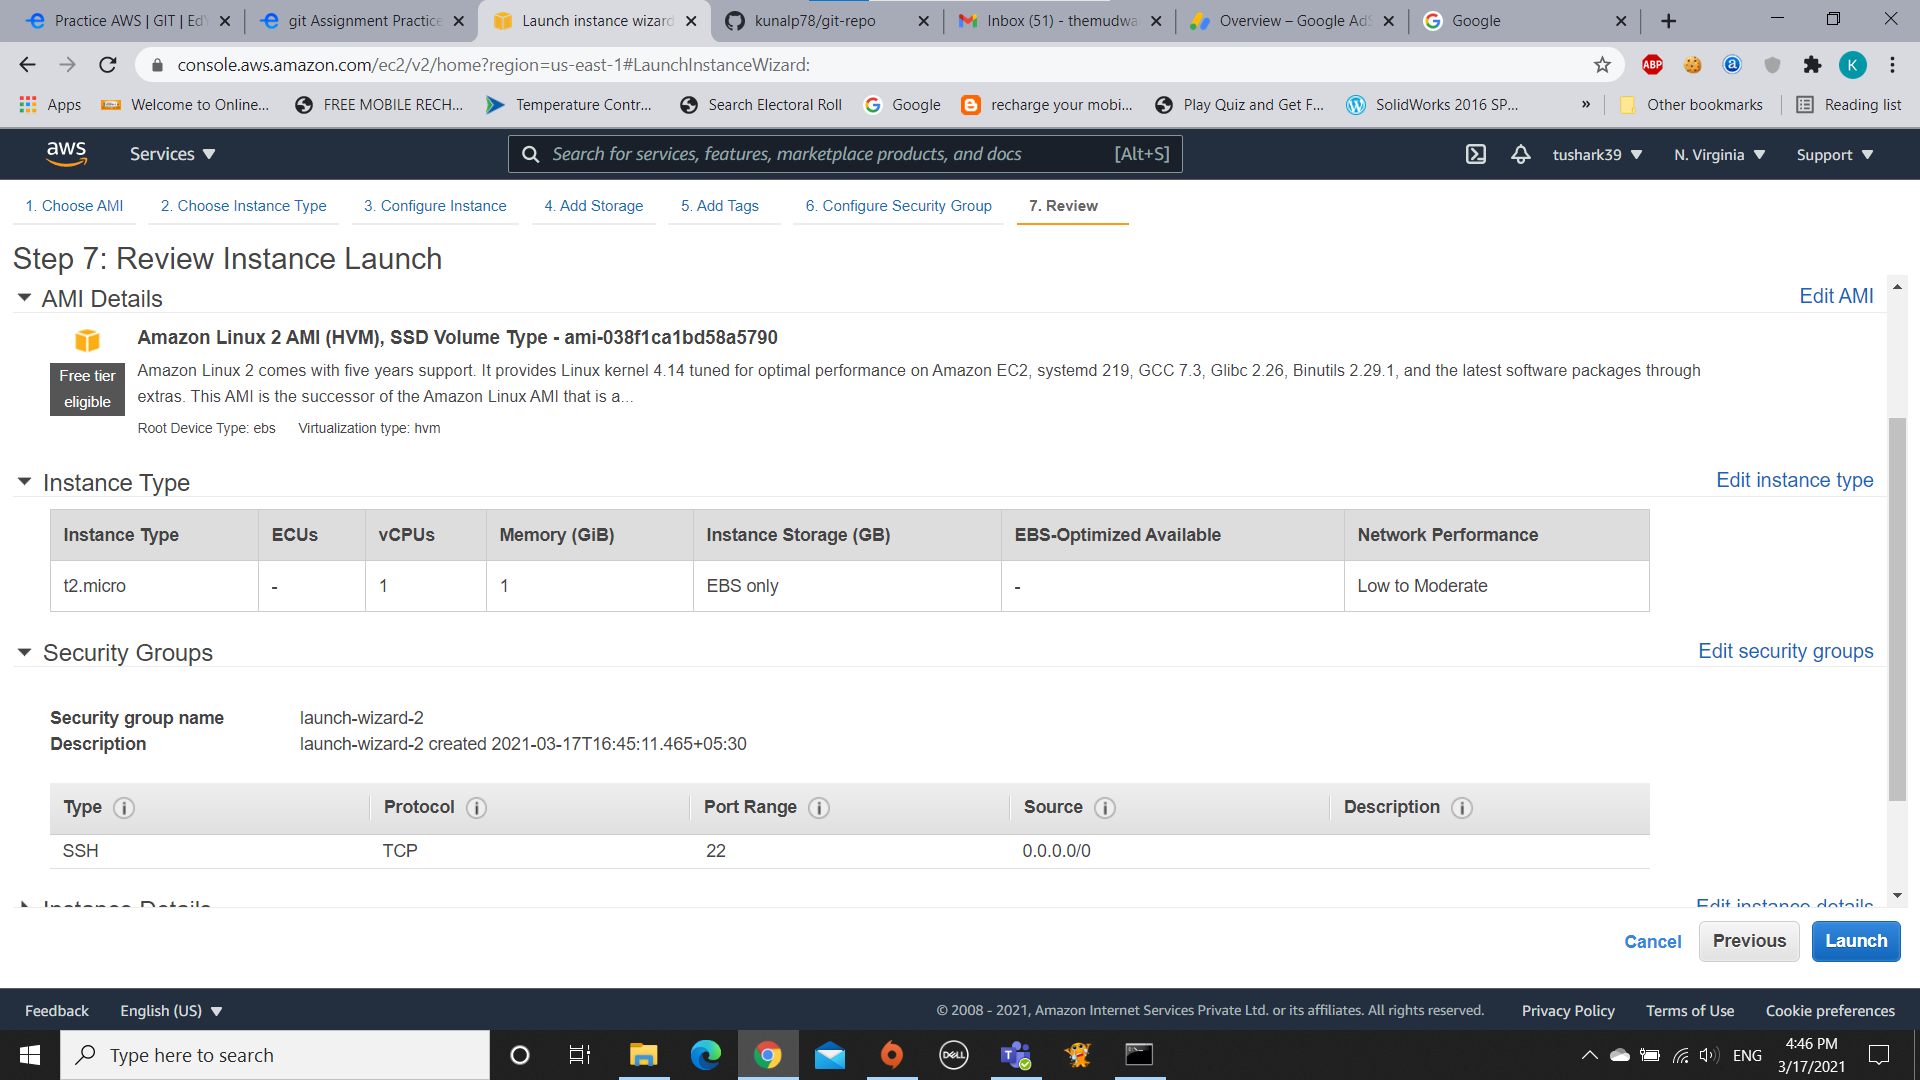 Practice AWS | GIT | EdY
git Assignment Practice
Launch instance wizard
kunalp78/git-repo
Inbox (51) - themudwa
Overview – Google AdS
Google
console.aws.amazon.com/ec2/v2/home?region=us-east-1#LaunchInstanceWizard:
ABP
a
K
Apps
Welcome to Online...
FREE MOBILE RECH...
Temperature Contr...
Search Electoral Roll
Google
recharge your mobi...
Play Quiz and Get F...
SolidWorks 2016 SP...
»
Other bookmarks
Reading list
aws
Services
Search for services, features, marketplace products, and docs
[Alt+S]
tushark39
N. Virginia
Support
1. Choose AMI
2. Choose Instance Type
3. Configure Instance
4. Add Storage
5. Add Tags
6. Configure Security Group
7. Review
Step 7: Review Instance Launch
AMI Details
Edit AMI
Amazon Linux 2 AMI (HVM), SSD Volume Type - ami-038f1ca1bd58a5790
Free tier
eligible
Amazon Linux 2 comes with five years support. It provides Linux kernel 4.14 tuned for optimal performance on Amazon EC2, systemd 219, GCC 7.3, Glibc 2.26, Binutils 2.29.1, and the latest software packages through
extras. This AMI is the successor of the Amazon Linux AMI that is a...
Root Device Type: ebs Virtualization type: hvm
Instance Type
Edit instance type
Instance Type ECUs vCPUs Memory (GiB) Instance Storage (GB) EBS-Optimized Available Network Performance
t2.micro - 1 1 EBS only - Low to Moderate
Security Groups
Edit security groups
Security group name launch-wizard-2
Description launch-wizard-2 created 2021-03-17T16:45:11.465+05:30
Type Protocol Port Range Source Description
SSH TCP 22 0.0.0.0/0
Instance Details
Edit instance details
Cancel
Previous
Launch
Feedback
English (US)
© 2008 - 2021, Amazon Internet Services Private Ltd. or its affiliates. All rights reserved.
Privacy Policy
Terms of Use
Cookie preferences
Type here to search
DELL
ENG
4:46 PM
3/17/2021